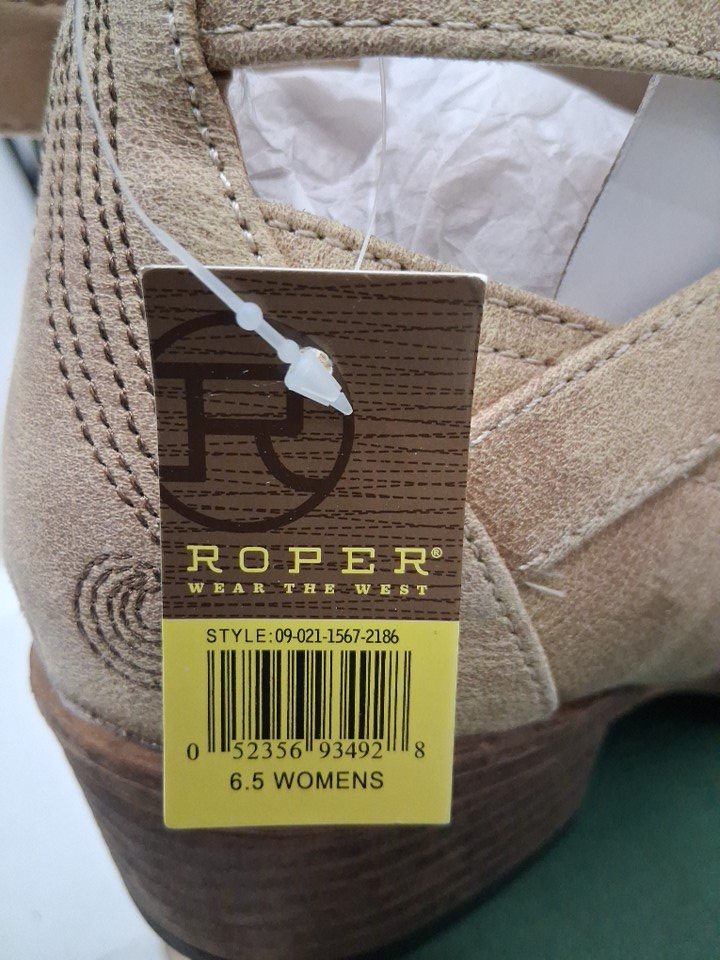 R
ROPER®
WEAR THE WEST
STYLE:09-021-1567-2186
0 52356 93492 8
6.5 WOMENS